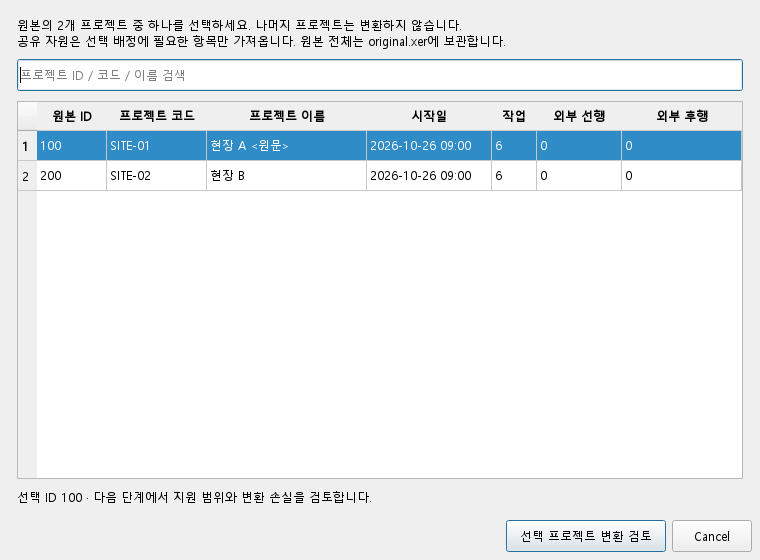 원본의 2개 프로젝트 중 하나를 선택하세요. 나머지 프로젝트는 변환하지 않습니다.
공유 자원은 선택 배정에 필요한 항목만 가져옵니다. 원본 전체는 original.xer에 보관합니다.
프로젝트 ID / 코드 / 이름 검색
원본 ID 프로젝트 코드 프로젝트 이름 시작일 작업 외부 선행 외부 후행
1 100 SITE-01 현장 A <원문> 2026-10-26 09:00 6 0 0
2 200 SITE-02 현장 B 2026-10-26 09:00 6 0 0
선택 ID 100 · 다음 단계에서 지원 범위와 변환 손실을 검토합니다.
선택 프로젝트 변환 검토 Cancel